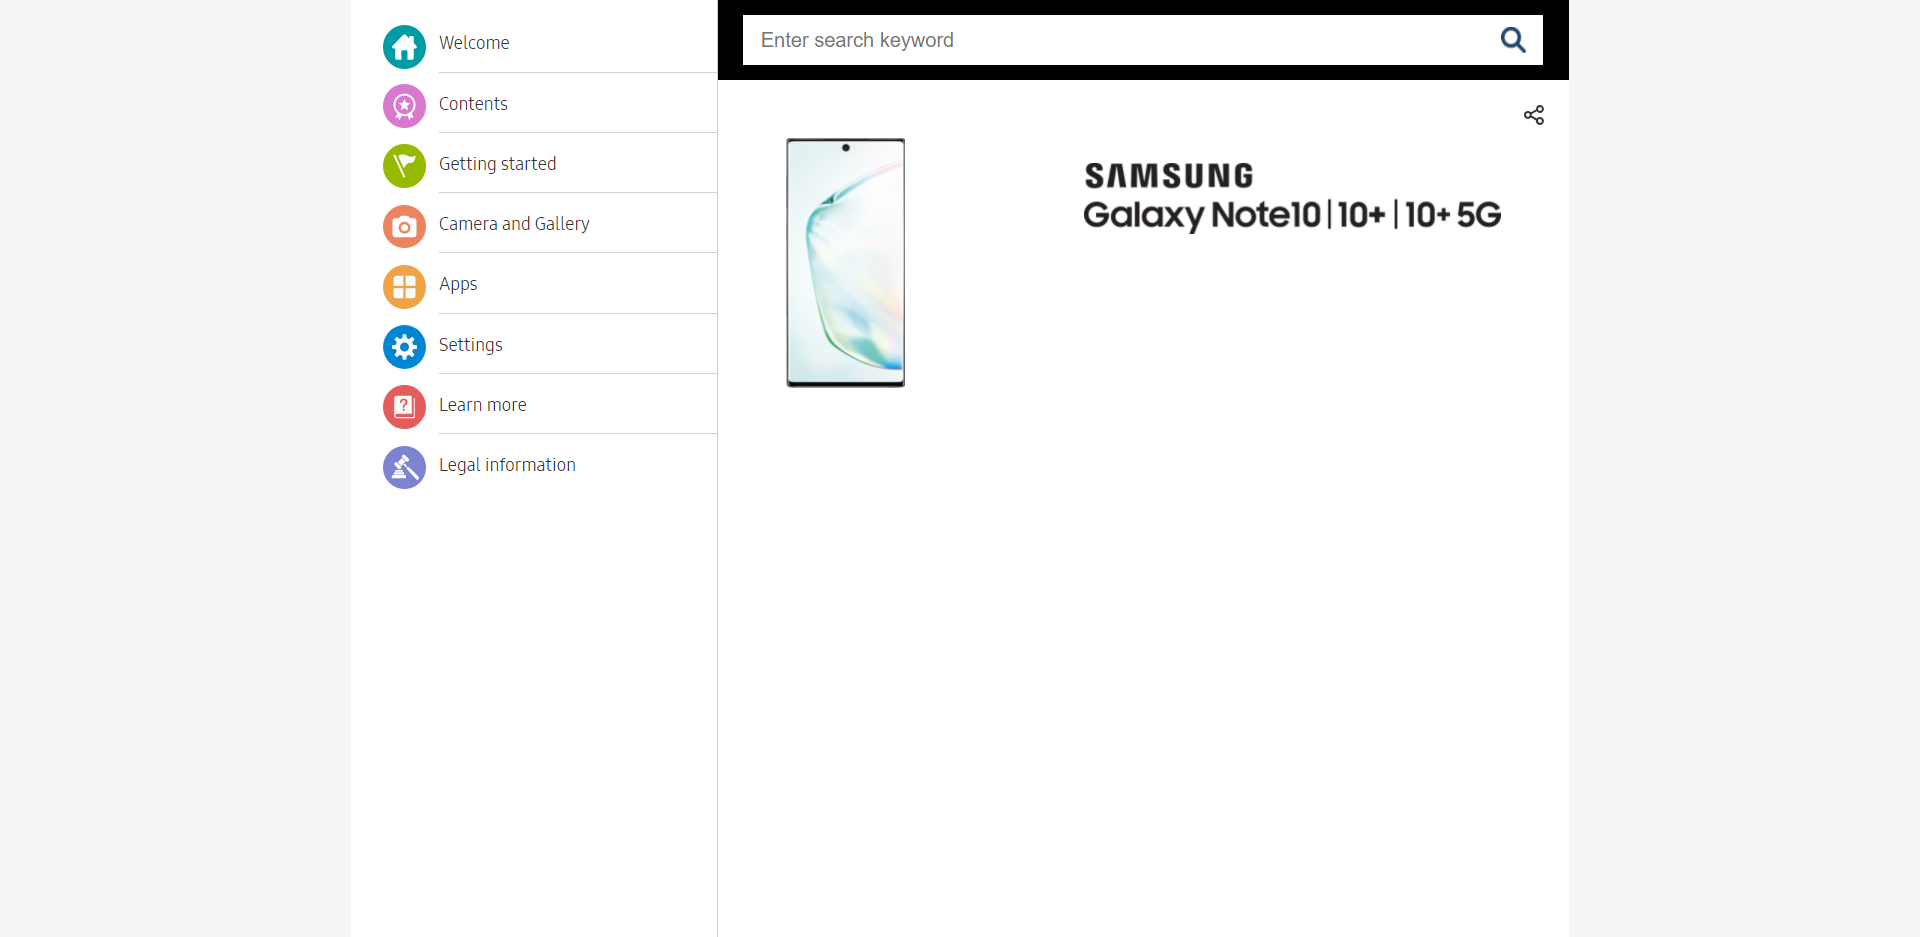 Welcome
Contents
Getting started
Camera and Gallery
Apps
Settings
Learn more
Legal information
Enter search keyword
SAMSUNG
Galaxy Note10|10+|10+ 5G